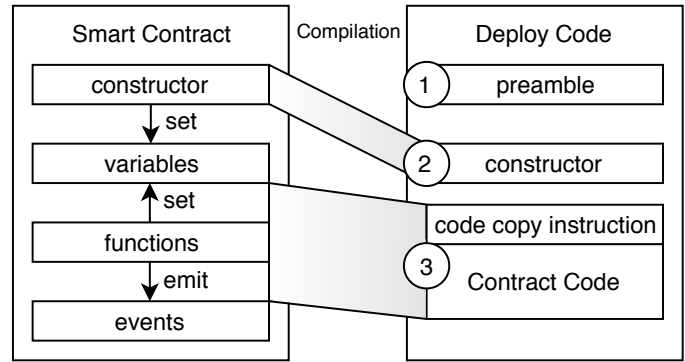 Smart Contract
Compilation
Deploy Code
constructor
set
variables
set
functions
emit
events
1
preamble
2
constructor
code copy instruction
3
Contract Code